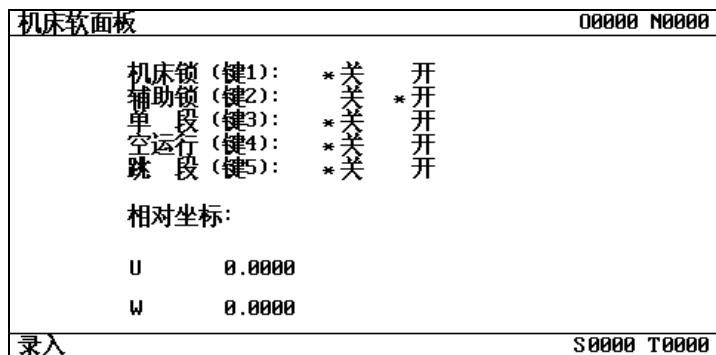 机床软面板 O0000 N0000
机床锁（键1）: *关 开
辅助锁（键2）: 关 *开
单 段（键3）: *关 开
空运行（键4）: *关 开
跳 段（键5）: *关 开
相对坐标:
U 0.0000
W 0.0000
录入 S0000 T0000